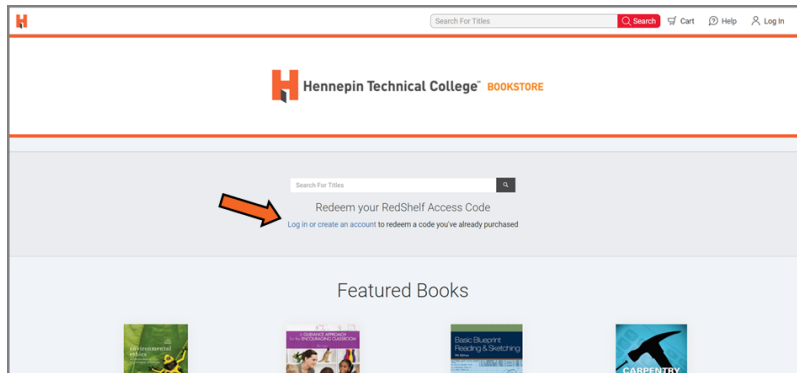 Search For Titles
Search
Cart
Help
Log In
Hennepin Technical College BOOKSTORE
Search For Titles
Redeem your RedShelf Access Code
Log in or create an account to redeem a code you've already purchased
Featured Books
environmental
ethics
A GUIDANCE APPROACH
for the ENCOURAGING CLASSROOM
Basic Blueprint
Reading & Sketching
CARPENTRY